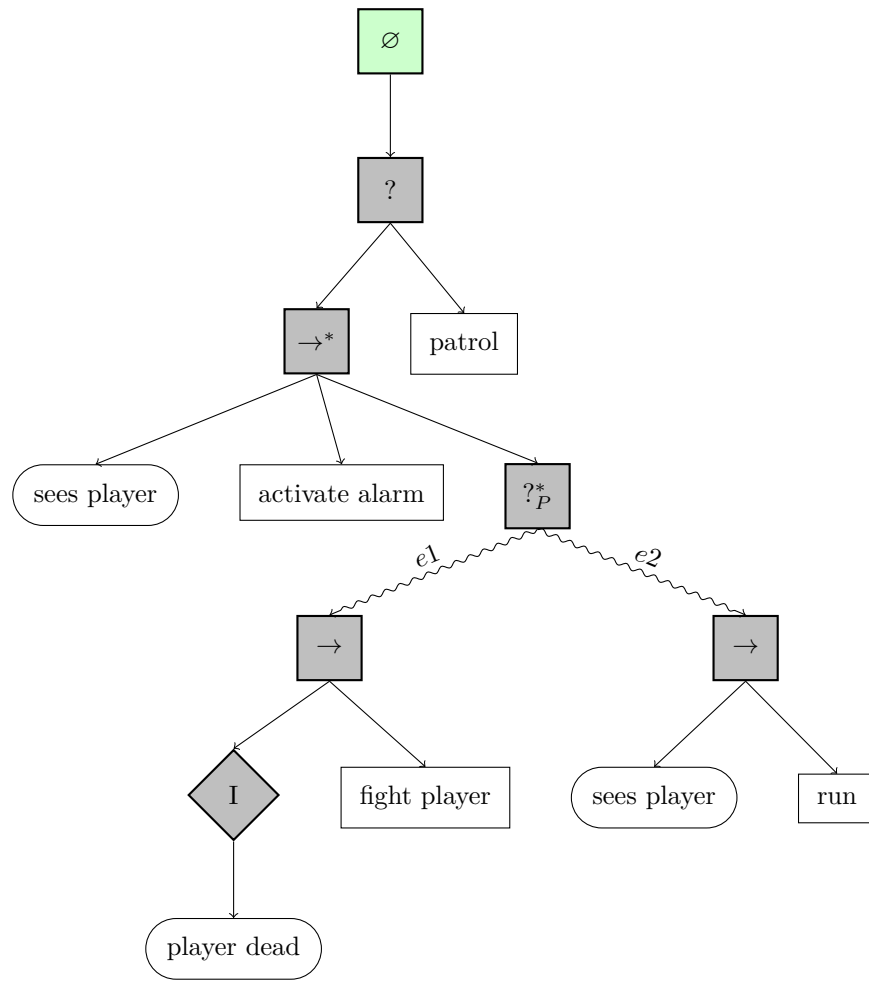 ∅
?
→*
patrol
sees player
activate alarm
?*P
e1
e2
→
→
I
fight player
sees player
run
player dead